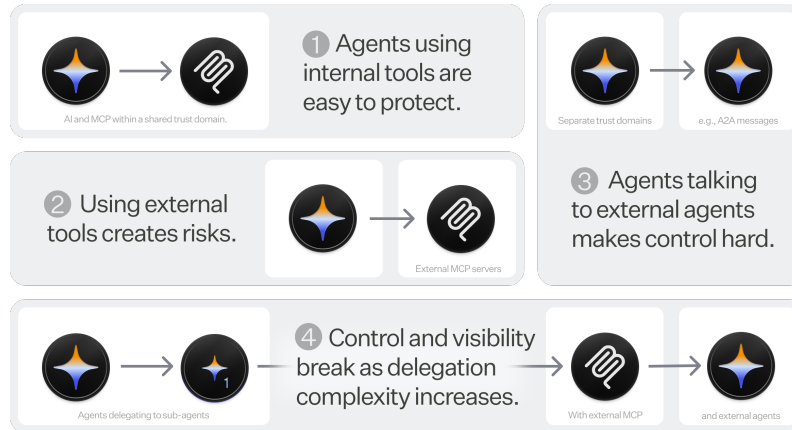 1 Agents using
internal tools are
easy to protect.
AI and MCP within a shared trust domain.
2 Using external
tools creates risks.
External MCP servers
Separate trust domains
e.g., A2A messages
3 Agents talking
to external agents
makes control hard.
1
Agents delegating to sub-agents
4 Control and visibility
break as delegation
complexity increases.
With external MCP
and external agents